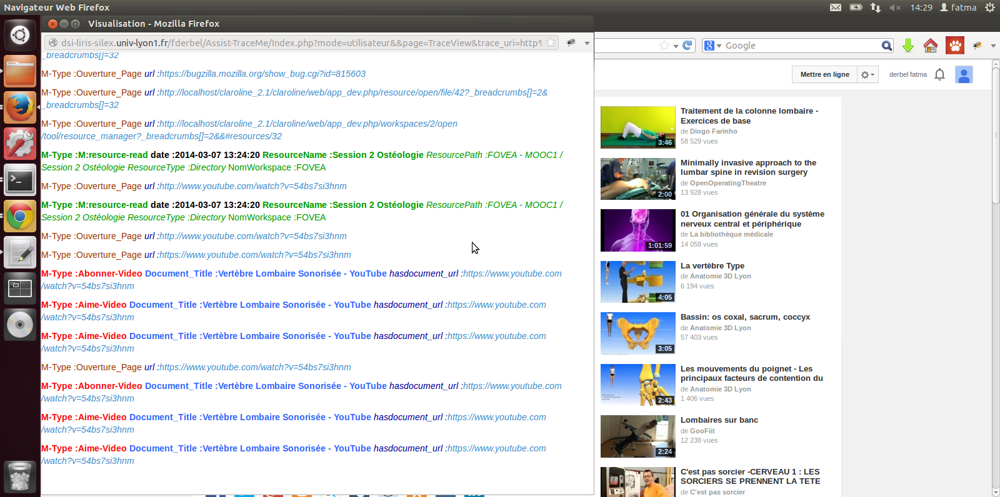 Navigateur Web Firefox
14:29 fatma
Visualisation - Mozilla Firefox
dsi-liris-silex.univ-lyon1.fr/fderbel/Assist-TraceMe/Index.php?mode=utilisateur&&page=TraceView&trace_uri=http%
_breadcrumbs[]=32
M-Type :Ouverture_Page url :https://bugzilla.mozilla.org/show_bug.cgi?id=815603
M-Type :Ouverture_Page url :http://localhost/claroline_2.1/claroline/web/app_dev.php/resource/open/file/42?_breadcrumbs[]=2&
_breadcrumbs[]=32
M-Type :Ouverture_Page url :http://localhost/claroline_2.1/claroline/web/app_dev.php/workspaces/2/open
/tool/resource_manager?_breadcrumbs[]=2&&#resources/32
M-Type :M:resource-read date :2014-03-07 13:24:20 ResourceName :Session 2 Ostéologie ResourcePath :FOVEA - MOOC1 /
Session 2 Ostéologie ResourceType :Directory NomWorkspace :FOVEA
M-Type :Ouverture_Page url :http://www.youtube.com/watch?v=54bs7si3hnm
M-Type :M:resource-read date :2014-03-07 13:24:20 ResourceName :Session 2 Ostéologie ResourcePath :FOVEA - MOOC1 /
Session 2 Ostéologie ResourceType :Directory NomWorkspace :FOVEA
M-Type :Ouverture_Page url :http://www.youtube.com/watch?v=54bs7si3hnm
M-Type :Ouverture_Page url :https://www.youtube.com/watch?v=54bs7si3hnm
M-Type :Abonner-Video Document_Title :Vertèbre Lombaire Sonorisée - YouTube hasdocument_url :https://www.youtube.com
/watch?v=54bs7si3hnm
M-Type :Aime-Video Document_Title :Vertèbre Lombaire Sonorisée - YouTube hasdocument_url :https://www.youtube.com
/watch?v=54bs7si3hnm
M-Type :Aime-Video Document_Title :Vertèbre Lombaire Sonorisée - YouTube hasdocument_url :https://www.youtube.com
/watch?v=54bs7si3hnm
M-Type :Ouverture_Page url :https://www.youtube.com/watch?v=54bs7si3hnm
M-Type :Abonner-Video Document_Title :Vertèbre Lombaire Sonorisée - YouTube hasdocument_url :https://www.youtube.com
/watch?v=54bs7si3hnm
M-Type :Aime-Video Document_Title :Vertèbre Lombaire Sonorisée - YouTube hasdocument_url :https://www.youtube.com
/watch?v=54bs7si3hnm
M-Type :Aime-Video Document_Title :Vertèbre Lombaire Sonorisée - YouTube hasdocument_url :https://www.youtube.com
/watch?v=54bs7si3hnm
Google
Mettre en ligne
derbel fatma
Traitement de la colonne lombaire -
Exercices de base
de Diogo Farinho
58 529 vues
3:46
Minimally invasive approach to the
lumbar spine in revision surgery
de OpenOperatingTheatre
13 928 vues
2:00
01 Organisation générale du système
nerveux central et périphérique
de La bibliothèque médicale
14 058 vues
1:01:59
La vertèbre Type
de Anatomie 3D Lyon
6 194 vues
4:05
Bassin: os coxal, sacrum, coccyx
de Anatomie 3D Lyon
57 403 vues
3:05
Les mouvements du poignet - Les
principaux facteurs de contention du
de Anatomie 3D Lyon
1 406 vues
2:43
Lombaires sur banc
de GooFiit
12 238 vues
2:24
C'est pas sorcier -CERVEAU 1 : LES
SORCIERS SE PRENNENT LA TETE
de C'est pas sorcier